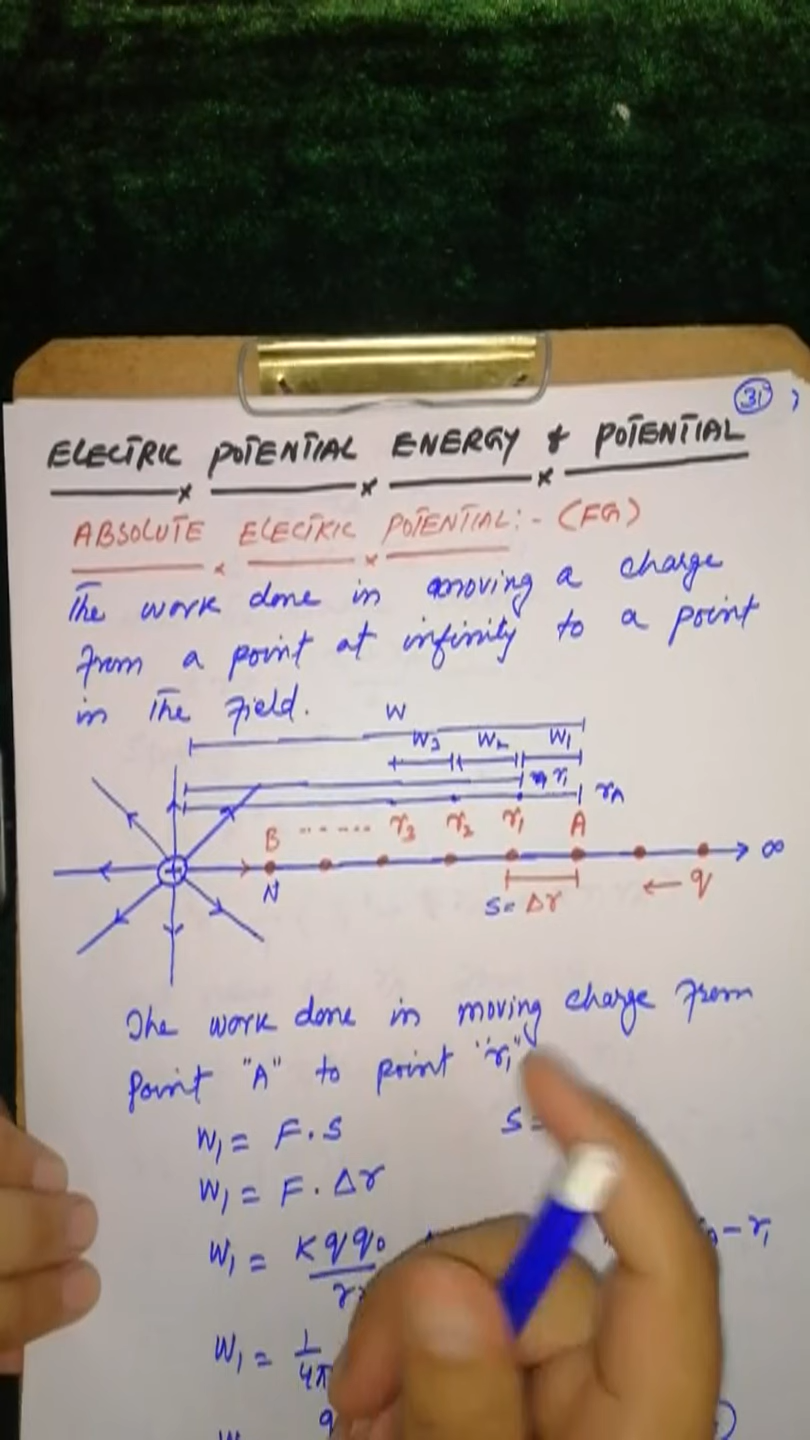 31
ELECTRIC POTENTIAL ENERGY & POTENTIAL
ABSOLUTE ELECTRIC POTENTIAL:- (FG)
The work done in moving a charge
from a point at infinity to a point
in the field.
W
W3 W2 W1
r1
rA
B ...... r3 r2 r1 A
+
∞
N
S= Δr
← q
The work done in moving charge from
point "A" to point "r1"
W1 = F.S S=
W1 = F.Δr
W1 = Kqq0
- r1
W1 = 1
4π
q